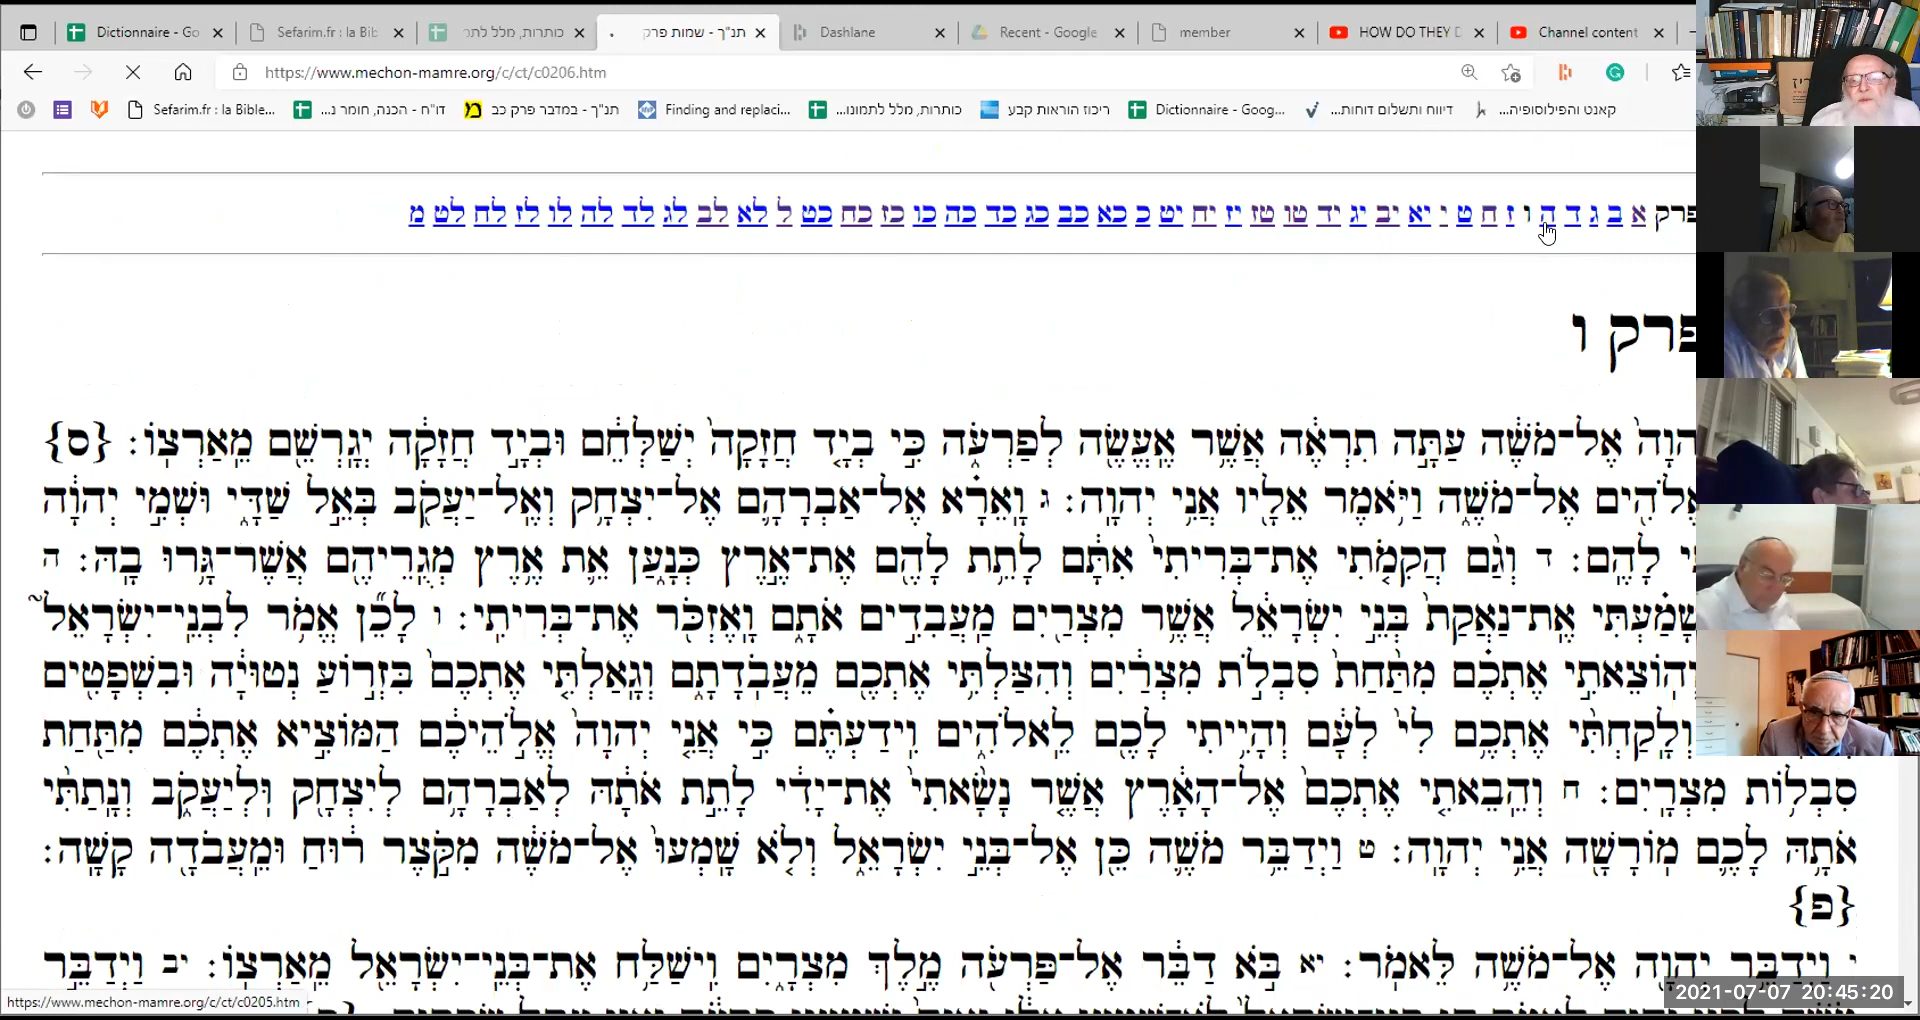 Dictionnaire - Go
Sefarim.fr : la Bib
כותרות, מלל לתמ
תנ"ך - שמות פרק
Dashlane
Recent - Google
member
HOW DO THEY D
Channel content
https://www.mechon-mamre.org/c/ct/c0206.htm
Sefarim.fr : la Bible...
דו"ח - הכנה, חומר נ...
תנ"ך - במדבר פרק כב
Finding and replaci...
כותרות, מלל לתמונו...
ריכוז הוראות קבע
Dictionnaire - Goog...
דיווח ותשלום דוחות...
קאנט והפילוסופיה...
פרק א ב ג ד ה ו ז ח ט י יא יב יג יד טו טז יז יח יט כ כא כב כג כד כה כו כז כח כט ל לא לב לג לד לה לו לז לח לט מ
פרק ו
הוָה֙ אֶל־מֹשֶׁ֔ה עַתָּ֣ה תִרְאֶ֔ה אֲשֶׁ֥ר אֶֽעֱשֶׂ֖ה לְפַרְעֹ֑ה כִּ֣י בְיָ֤ד חֲזָקָה֙ יְשַׁלְּחֵ֔ם וּבְיָ֣ד חֲזָקָ֔ה יְגָרְשֵׁ֖ם מֵֽאַרְצֽוֹ׃ {ס}
אֱלֹהִ֖ים אֶל־מֹשֶׁ֑ה וַיֹּ֥אמֶר אֵלָ֖יו אֲנִ֥י יְהוָֽה׃ ג וָֽאֵרָ֗א אֶל־אַבְרָהָ֛ם אֶל־יִצְחָ֥ק וְאֶֽל־יַעֲקֹ֖ב בְּאֵ֣ל שַׁדָּ֑י וּשְׁמִ֣י יְהוָ֔ה
י לָהֶֽם׃ ד וְגַ֨ם הֲקִמֹ֤תִי אֶת־בְּרִיתִי֙ אִתָּ֔ם לָתֵ֥ת לָהֶ֖ם אֶת־אֶ֣רֶץ כְּנָ֑עַן אֵ֛ת אֶ֥רֶץ מְגֻרֵיהֶ֖ם אֲשֶׁר־גָּ֥רוּ בָֽהּ׃ ה
שָׁמַ֗עְתִּי אֶֽת־נַאֲקַת֙ בְּנֵ֣י יִשְׂרָאֵ֔ל אֲשֶׁ֥ר מִצְרַ֖יִם מַֽעֲבִדִ֣ים אֹתָ֑ם וָאֶזְכֹּ֖ר אֶת־בְּרִיתִֽי׃ ו לָכֵ֞ן אֱמֹ֥ר לִבְנֵֽי־יִשְׂרָאֵל֮
וְהֽוֹצֵאתִ֣י אֶתְכֶ֗ם מִתַּ֙חַת֙ סִבְלֹ֣ת מִצְרַ֔יִם וְהִצַּלְתִּ֥י אֶתְכֶ֖ם מֵעֲבֹֽדָתָ֑ם וְגָֽאַלְתִּ֤י אֶתְכֶם֙ בִּזְר֣וֹעַ נְטוּיָ֔ה וּבִשְׁפָטִ֖ים
וְלָֽקַחְתִּ֨י אֶתְכֶ֥ם לִי֙ לְעָ֔ם וְהָיִ֥יתִי לָכֶ֖ם לֵֽאלֹהִ֑ים וִֽידַעְתֶּ֗ם כִּ֣י אֲנִ֤י יְהוָה֙ אֱלֹ֣הֵיכֶ֔ם הַמּוֹצִ֣יא אֶתְכֶ֔ם מִתַּ֖חַת
סִבְל֥וֹת מִצְרָֽיִם׃ ח וְהֵבֵאתִ֤י אֶתְכֶם֙ אֶל־הָאָ֔רֶץ אֲשֶׁ֤ר נָשָׂ֙אתִי֙ אֶת־יָדִ֔י לָתֵ֣ת אֹתָ֔הּ לְאַבְרָהָ֥ם לְיִצְחָ֖ק וּֽלְיַעֲקֹ֑ב וְנָתַתִּ֨י
אֹתָ֥הּ לָכֶ֛ם מֽוֹרָשָׁ֖ה אֲנִ֥י יְהוָֽה׃ ט וַיְדַבֵּ֥ר מֹשֶׁ֛ה כֵּ֖ן אֶל־בְּנֵ֣י יִשְׂרָאֵ֑ל וְלֹ֤א שָֽׁמְעוּ֙ אֶל־מֹשֶׁ֔ה מִקֹּ֣צֶר ר֔וּחַ וּמֵעֲבֹדָ֖ה קָשָֽׁה׃
{פ}
י וַיְדַבֵּ֥ר יְהוָ֖ה אֶל־מֹשֶׁ֥ה לֵּאמֹֽר׃ יא בֹּ֣א דַבֵּ֔ר אֶל־פַּרְעֹ֖ה מֶ֣לֶךְ מִצְרָ֑יִם וִֽישַׁלַּ֥ח אֶת־בְּנֵֽי־יִשְׂרָאֵ֖ל מֵאַרְצֽוֹ׃ יב וַיְדַבֵּ֣ר
https://www.mechon-mamre.org/c/ct/c0205.htm
2021-07-07 20:45:20